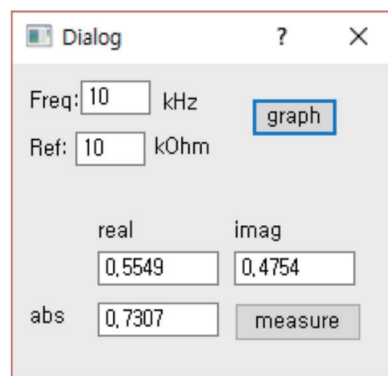 Dialog ?
Freq: 10 kHz
graph
Ref: 10 kOhm
real imag
0,5549 0,4754
abs 0,7307 measure